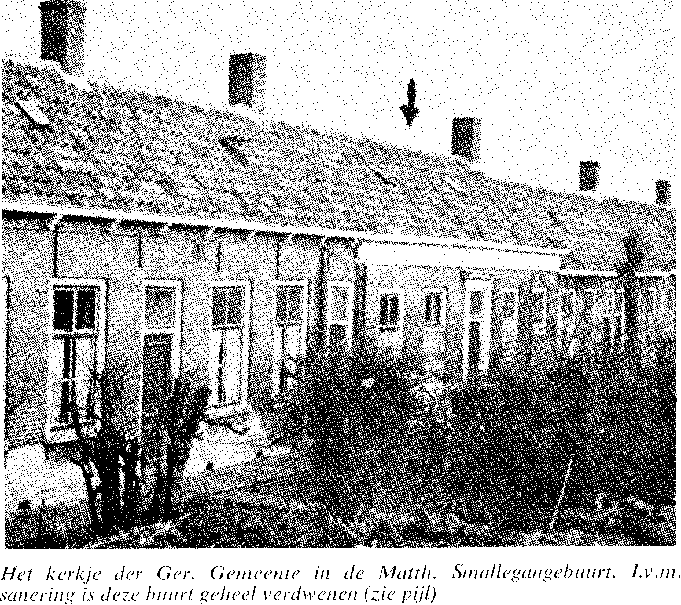 Het kerkje der Ger. Gemeente in de Matth. Smallegangebuurt. I.v.m.
sanering is deze buurt geheel verdwenen (zie pijl)